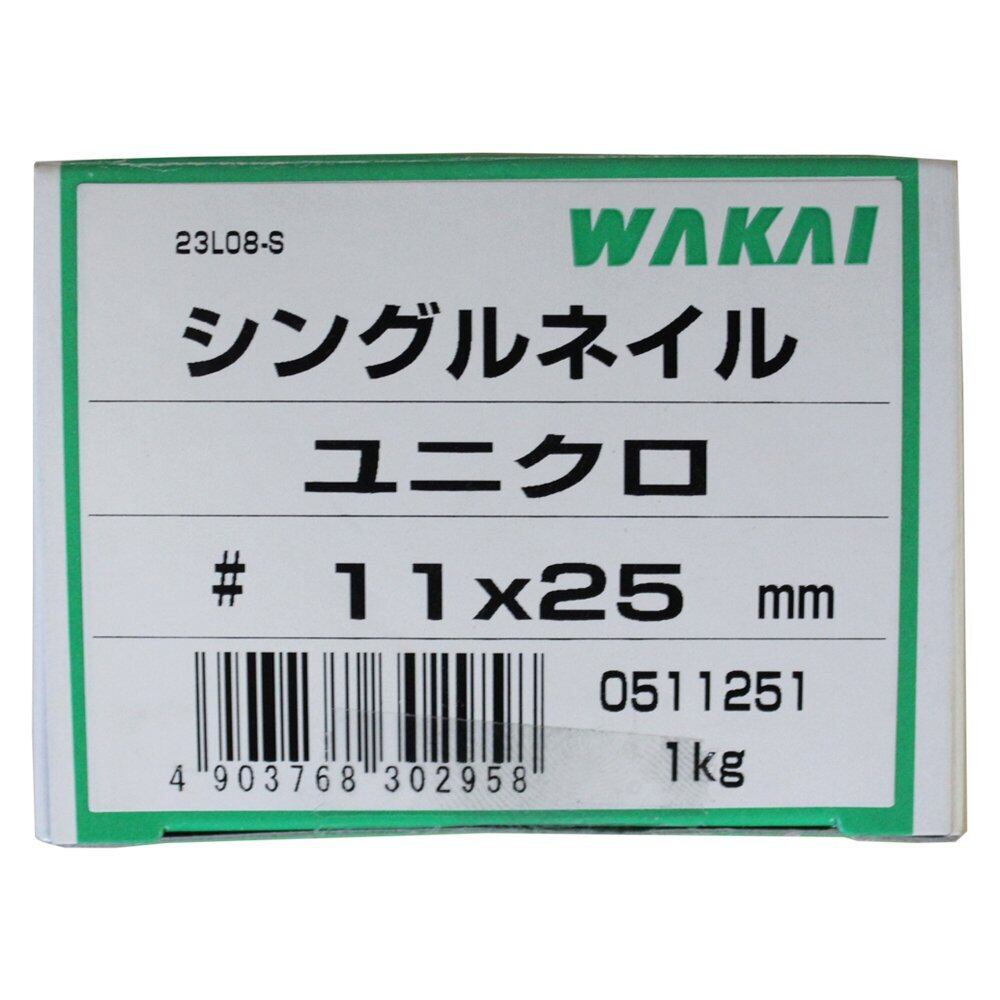 23L08-S
WAKAI
シングルネイル
ユニクロ
# 11x25 mm
0511251
4 903768 302958
1kg